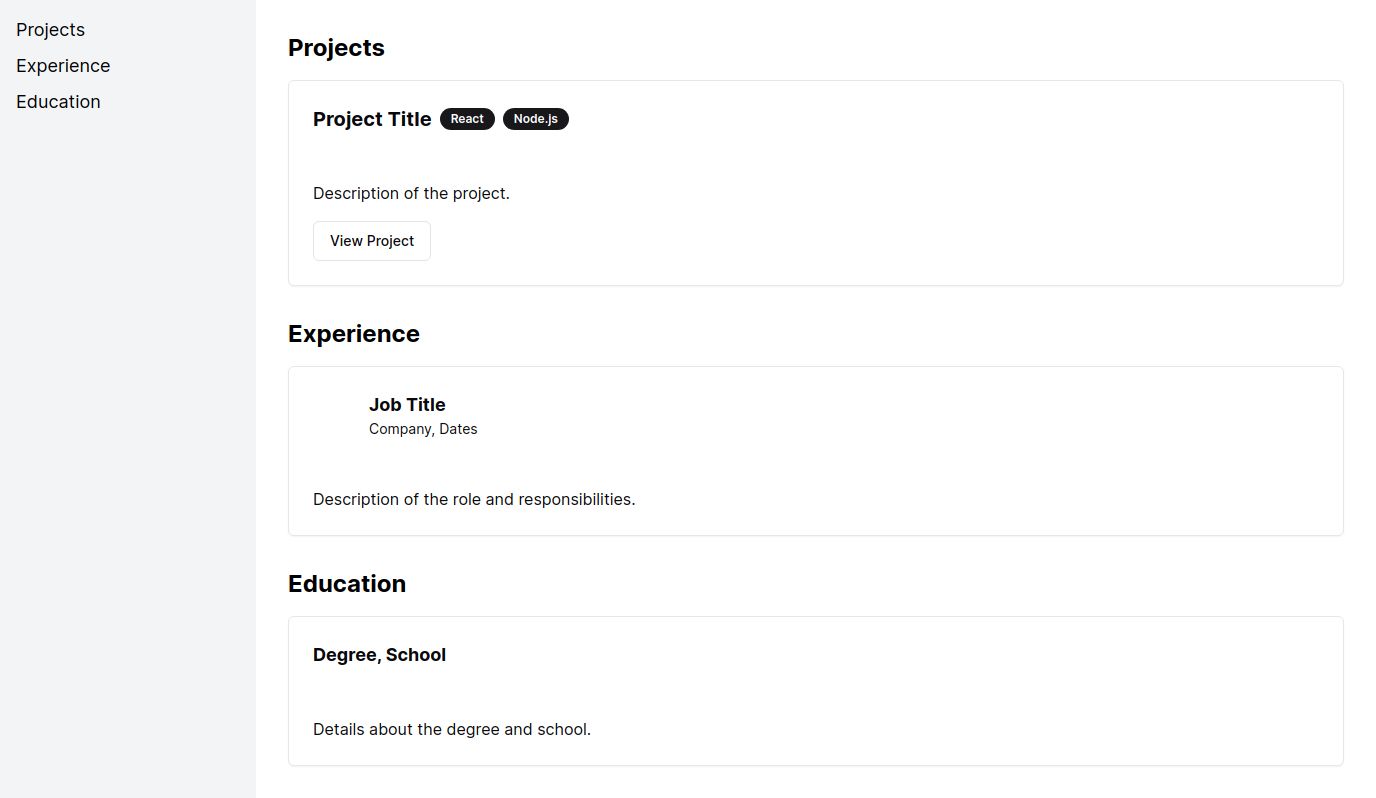 Projects
Experience
Education
Projects
Project Title React Node.js
Description of the project.
View Project
Experience
Job Title
Company, Dates
Description of the role and responsibilities.
Education
Degree, School
Details about the degree and school.